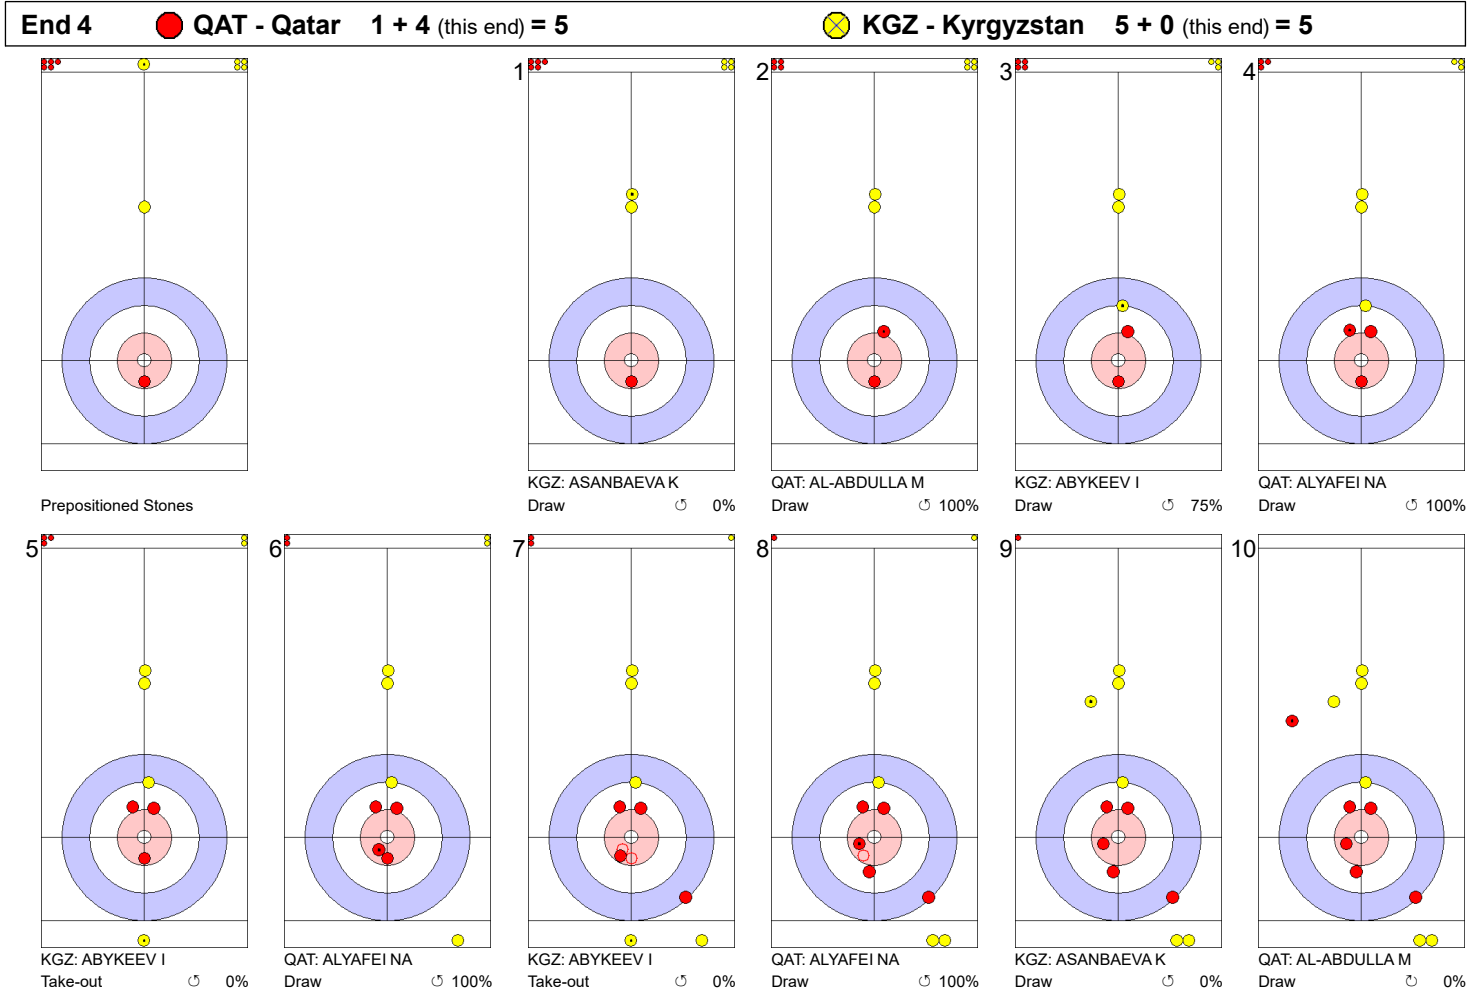 End 4 QAT - Qatar 1 + 4 (this end) = 5 KGZ - Kyrgyzstan 5 + 0 (this end) = 5
1 2 3 4
KGZ: ASANBAEVA K QAT: AL-ABDULLA M KGZ: ABYKEEV I QAT: ALYAFEI NA
Prepositioned Stones Draw 0% Draw 100% Draw 75% Draw 100%
5 6 7 8 9 10
KGZ: ABYKEEV I QAT: ALYAFEI NA KGZ: ABYKEEV I QAT: ALYAFEI NA KGZ: ASANBAEVA K QAT: AL-ABDULLA M
Take-out 0% Draw 100% Take-out 0% Draw 100% Draw 0% Draw 0%